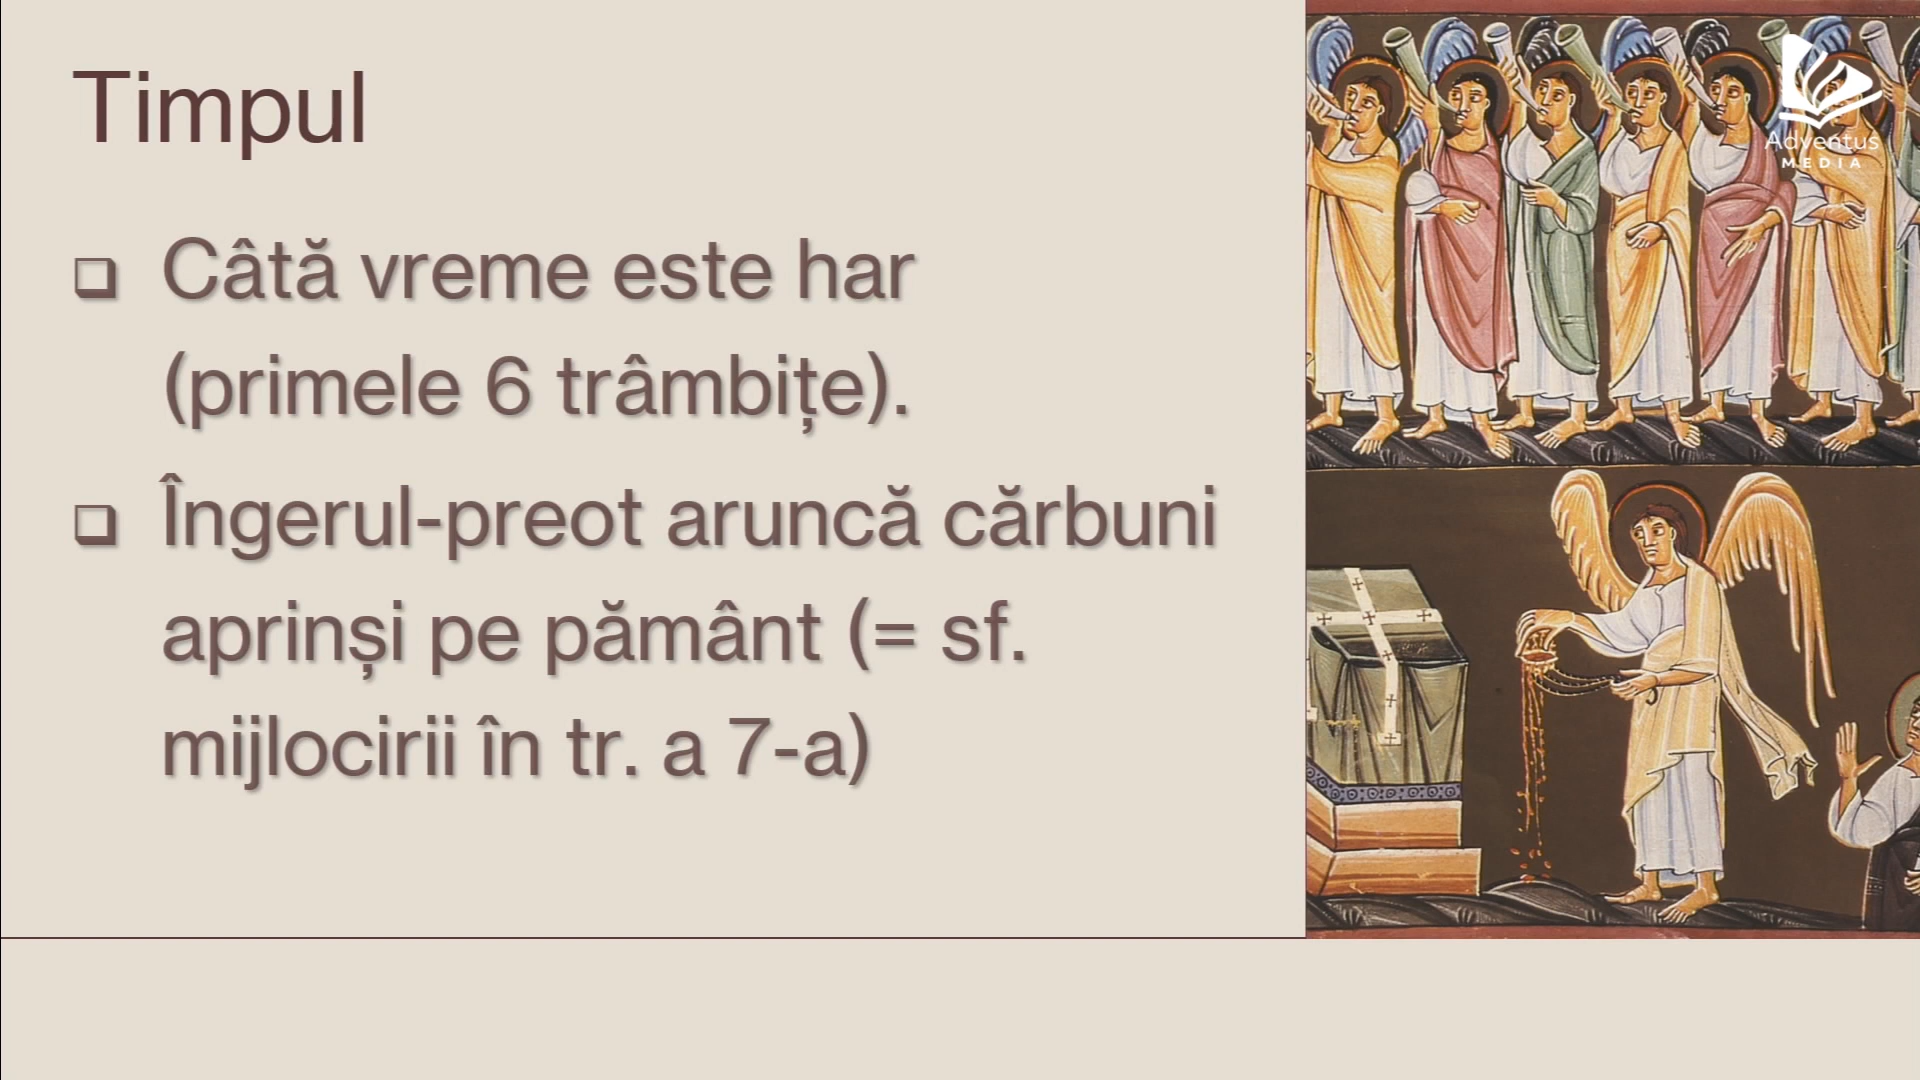 Timpul
Câtă vreme este har
(primele 6 trâmbițe).
Îngerul-preot aruncă cărbuni
aprinși pe pământ (= sf.
mijlocirii în tr. a 7-a)
Adventus
MEDIA